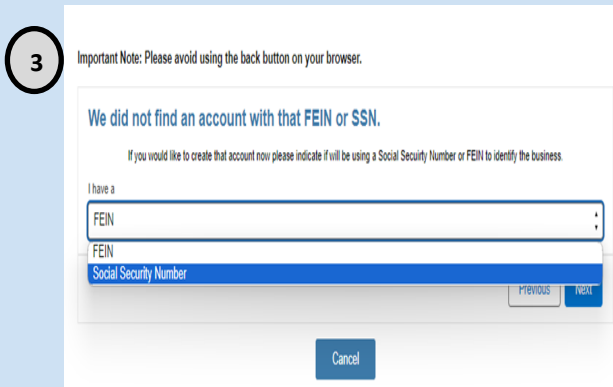 3
Important Note: Please avoid using the back button on your browser.
We did not find an account with that FEIN or SSN.
If you would like to create that account now please indicate if will be using a Social Secuirty Number or FEIN to identify the business.
I have a
FEIN
FEIN
Social Security Number
Previous Next
Cancel